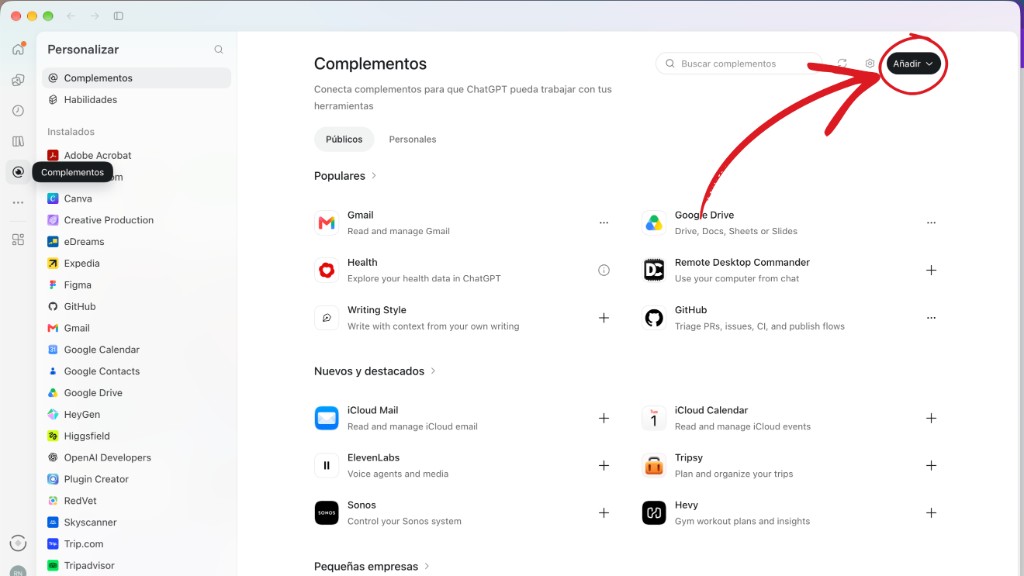 Personalizar
Complementos
Habilidades
Instalados
Adobe Acrobat
Complementos
Canva
Creative Production
eDreams
Expedia
Figma
GitHub
Gmail
Google Calendar
Google Contacts
Google Drive
HeyGen
Higgsfield
OpenAI Developers
Plugin Creator
RedVet
Skyscanner
Trip.com
Tripadvisor
Complementos
Buscar complementos
Añadir
Conecta complementos para que ChatGPT pueda trabajar con tus
herramientas
Públicos
Personales
Populares
Gmail
Read and manage Gmail
Google Drive
Drive, Docs, Sheets or Slides
Health
Explore your health data in ChatGPT
Remote Desktop Commander
Use your computer from chat
Writing Style
Write with context from your own writing
GitHub
Triage PRs, issues, CI, and publish flows
Nuevos y destacados
iCloud Mail
Read and manage iCloud email
iCloud Calendar
Read and manage iCloud events
ElevenLabs
Voice agents and media
Tripsy
Plan and organize your trips
Sonos
Control your Sonos system
Hevy
Gym workout plans and insights
Pequeñas empresas